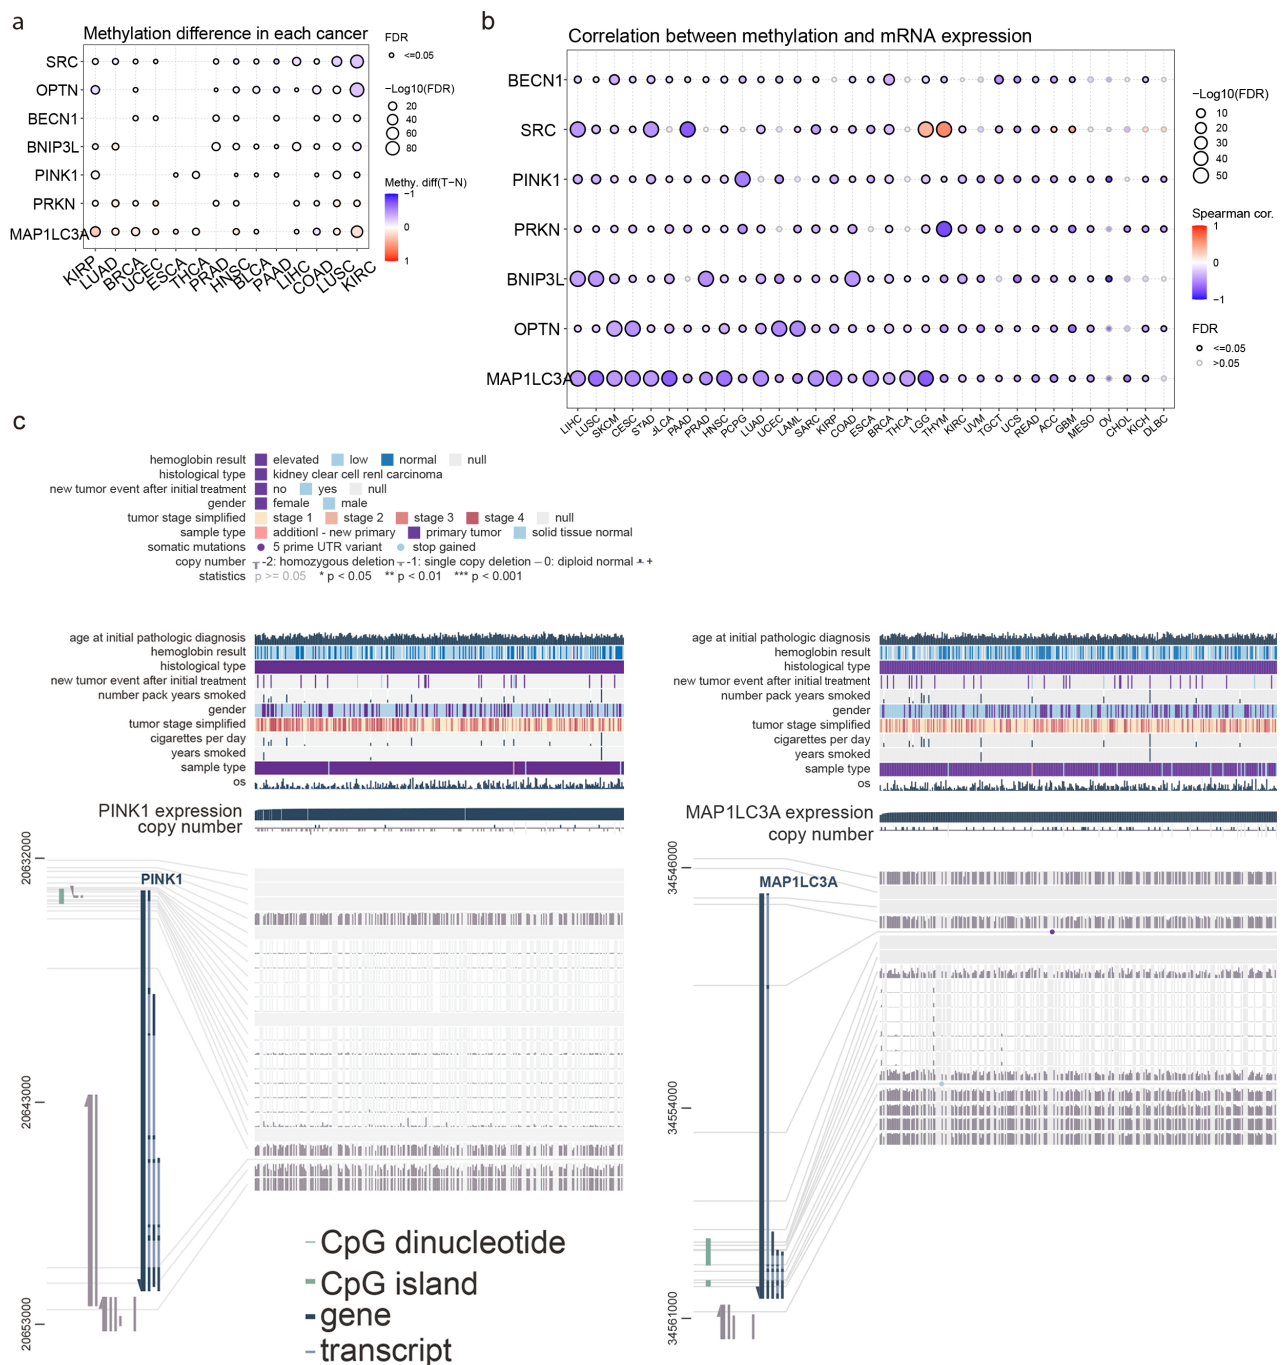 a
Methylation difference in each cancer
SRC
OPTN
BECN1
BNIP3L
PINK1
PRKN
MAP1LC3A
KIRP
LUAD
BRCA
UCEC
ESCA
THCA
PRAD
HNSC
BLCA
PAAD
LIHC
COAD
LUSC
KIRC
FDR
<=0.05
−Log10(FDR)
20
40
60
80
Methy. diff(T−N)
−1
0
1
b
Correlation between methylation and mRNA expression
BECN1
SRC
PINK1
PRKN
BNIP3L
OPTN
MAP1LC3A
LIHC
LUSC
SKCM
CESC
STAD
PAAD
PRAD
HNSC
PCPG
LUAD
UCEC
LAML
SARC
KIRP
COAD
ESCA
BRCA
THCA
LGG
THYM
KIRC
UVM
TGCT
UCS
READ
ACC
GBM
MESO
OV
CHOL
KICH
DLBC
−Log10(FDR)
10
20
30
40
50
Spearman cor.
1
0
−1
FDR
<=0.05
>0.05
c
hemoglobin result elevated low normal null
histological type kidney clear cell renl carcinoma
new tumor event after initial treatment no yes null
gender female male
tumor stage simplified stage 1 stage 2 stage 3 stage 4 null
sample type additionl - new primary primary tumor solid tissue normal
somatic mutations 5 prime UTR variant stop gained
copy number -2: homozygous deletion -1: single copy deletion 0: diploid normal +
statistics p >= 0.05 * p < 0.05 ** p < 0.01 *** p < 0.001
age at initial pathologic diagnosis
hemoglobin result
histological type
new tumor event after initial treatment
number pack years smoked
gender
tumor stage simplified
cigarettes per day
years smoked
sample type
os
PINK1 expression
copy number
20632000
PINK1
20643000
20653000
CpG dinucleotide
CpG island
gene
transcript
age at initial pathologic diagnosis
hemoglobin result
histological type
new tumor event after initial treatment
number pack years smoked
gender
tumor stage simplified
cigarettes per day
years smoked
sample type
os
MAP1LC3A expression
copy number
34546000
MAP1LC3A
34554000
34561000